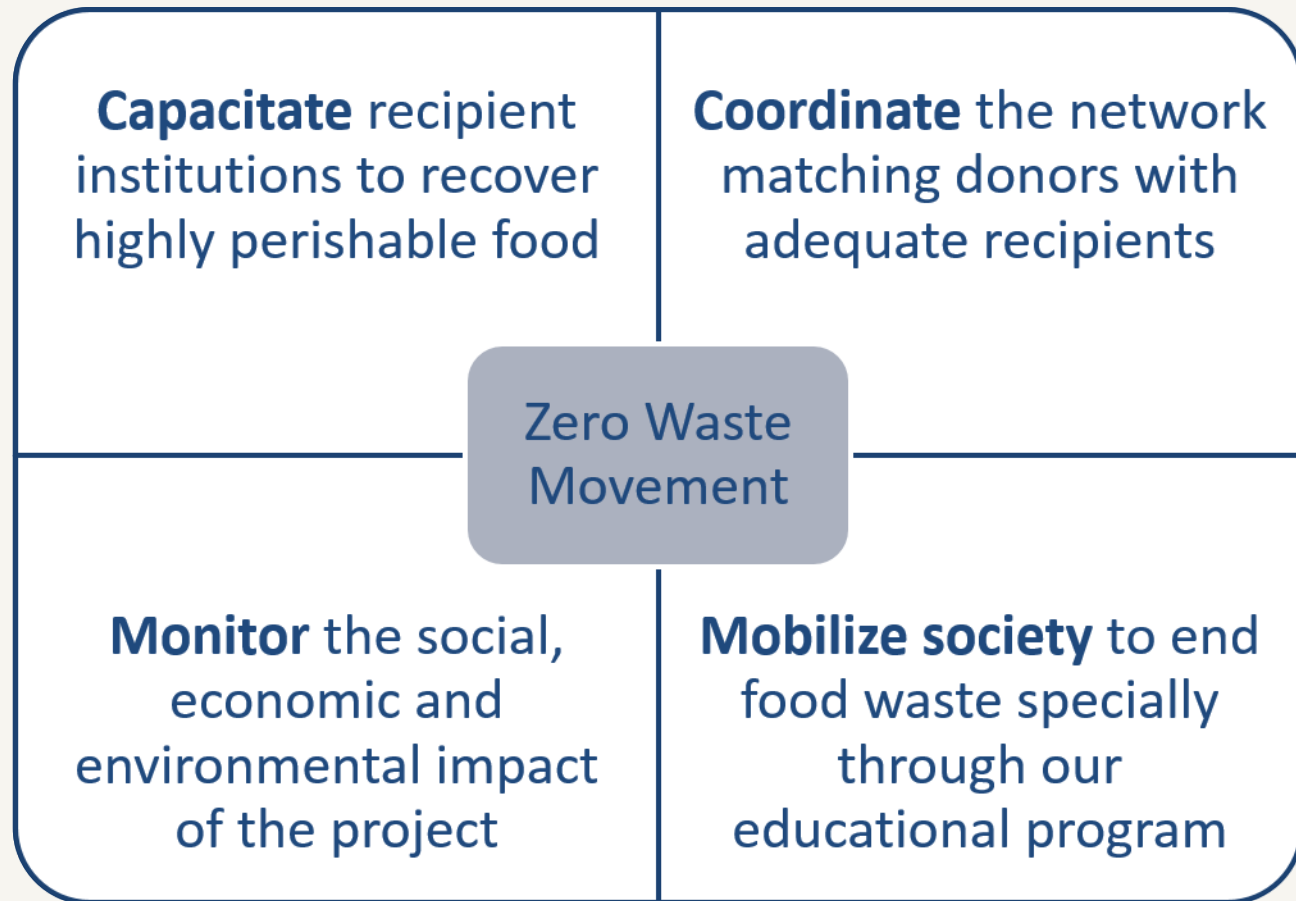 Capacitate recipient
institutions to recover
highly perishable food
Coordinate the network
matching donors with
adequate recipients
Zero Waste
Movement
Monitor the social,
economic and
environmental impact
of the project
Mobilize society to end
food waste specially
through our
educational program